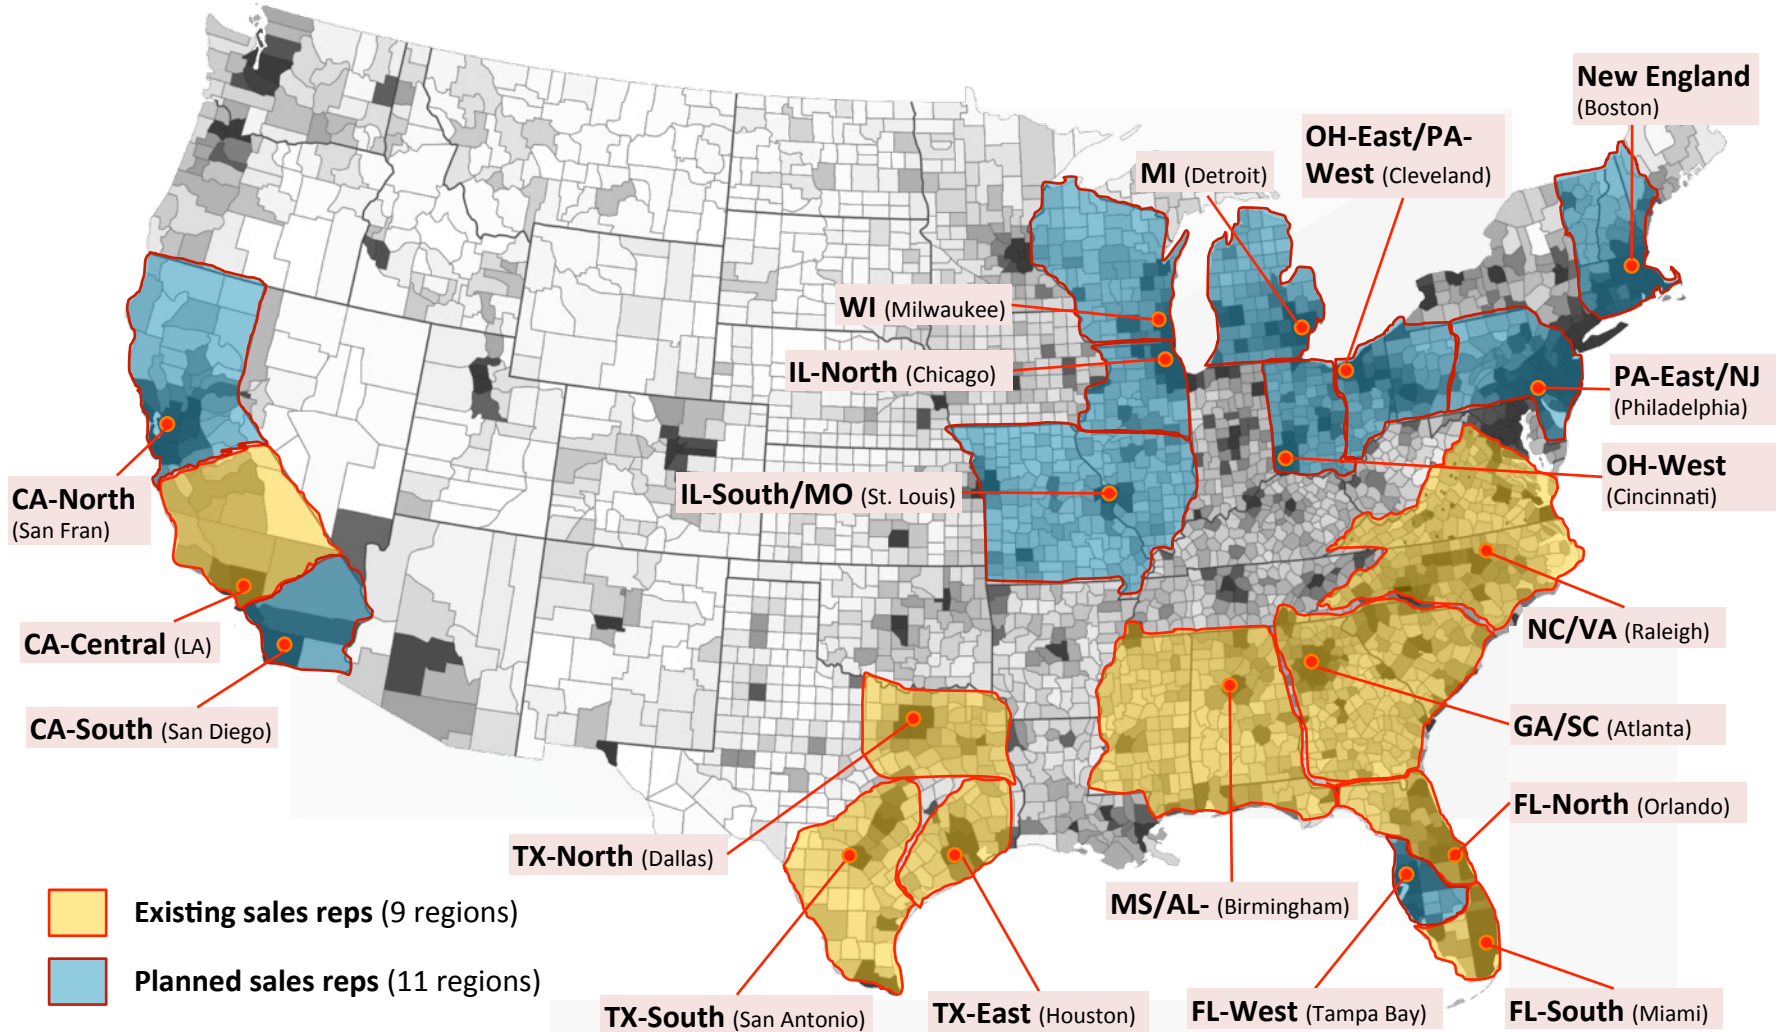 New England
(Boston)
OH-East/PA-
West (Cleveland)
MI (Detroit)
WI (Milwaukee)
IL-North (Chicago)
PA-East/NJ
(Philadelphia)
OH-West
(Cincinnati)
IL-South/MO (St. Louis)
CA-North
(San Fran)
CA-Central (LA)
NC/VA (Raleigh)
CA-South (San Diego)
GA/SC (Atlanta)
FL-North (Orlando)
TX-North (Dallas)
MS/AL- (Birmingham)
Existing sales reps (9 regions)
Planned sales reps (11 regions)
TX-South (San Antonio)
TX-East (Houston)
FL-West (Tampa Bay)
FL-South (Miami)